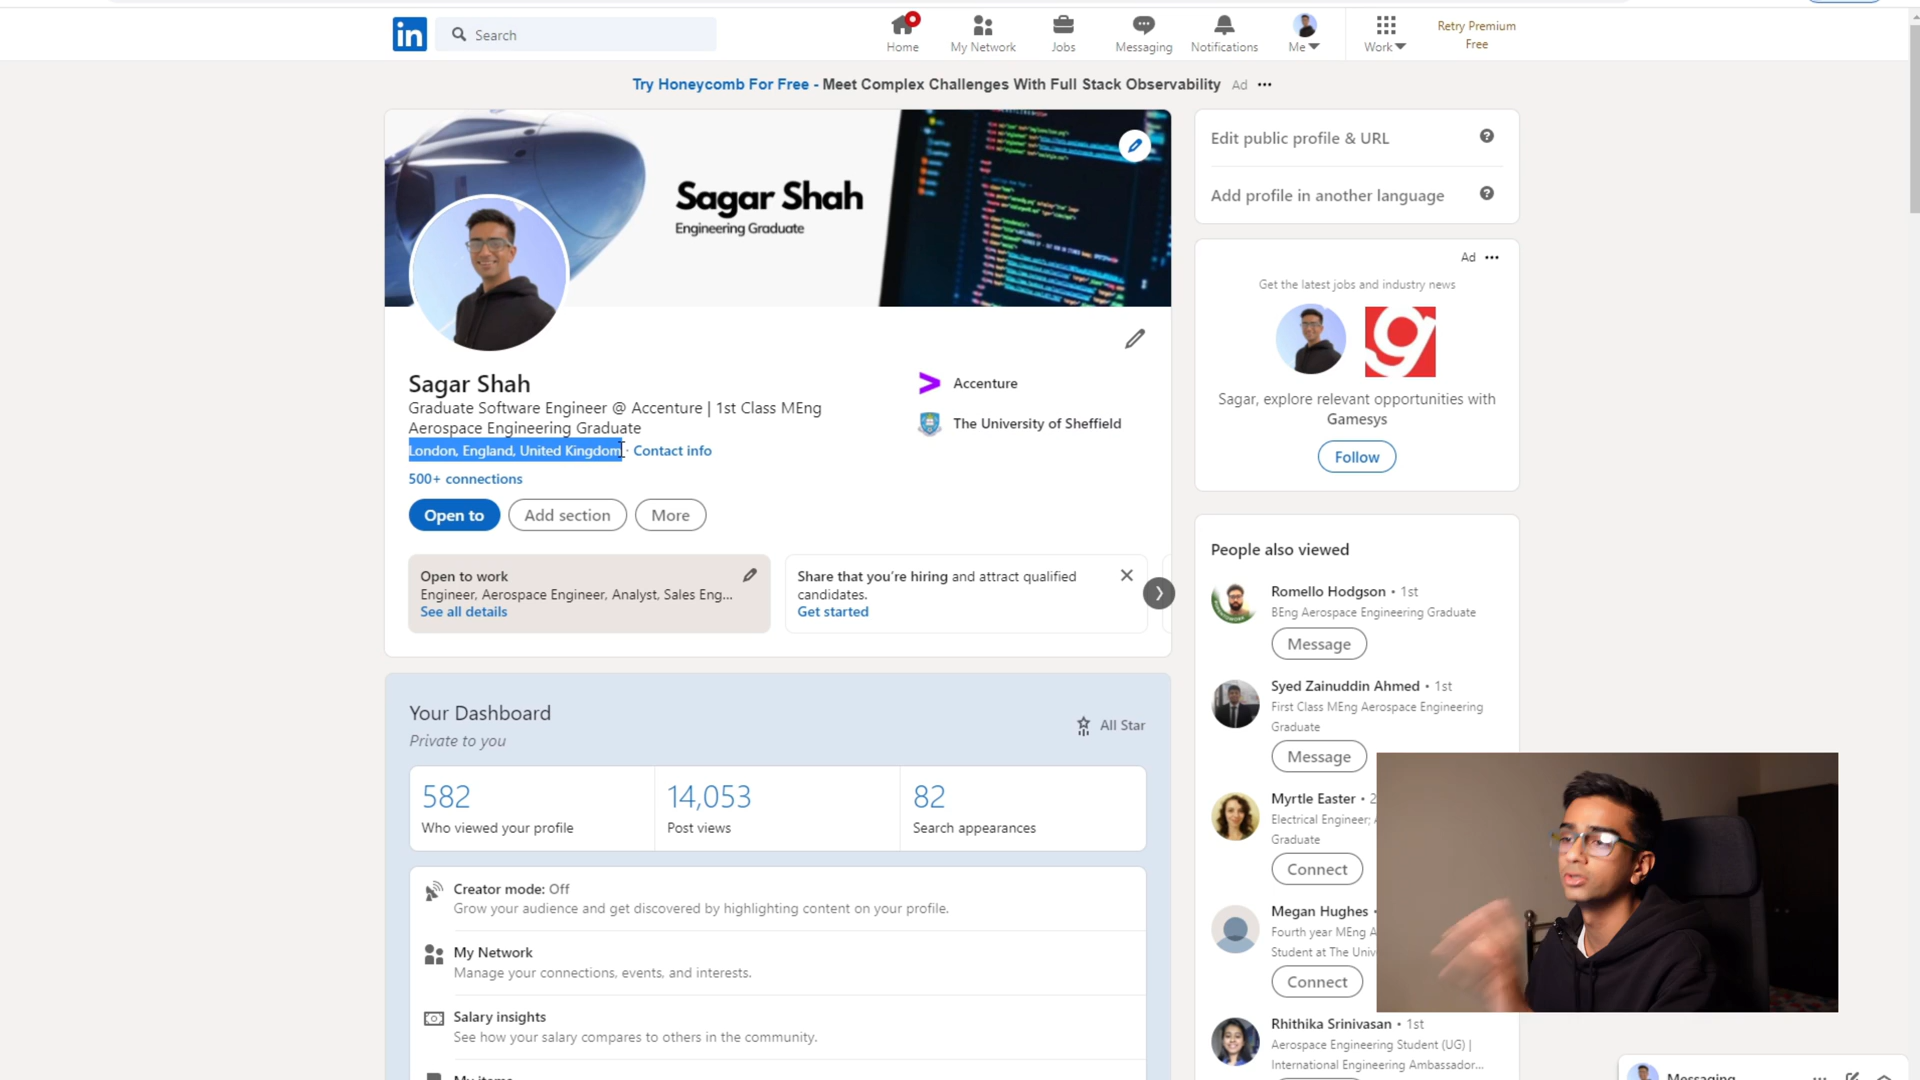 in
Search
Home
My Network
Jobs
Messaging
Notifications
Me
Work
Retry Premium
Free
Try Honeycomb For Free - Meet Complex Challenges With Full Stack Observability Ad
Sagar Shah
Engineering Graduate
Sagar Shah
Graduate Software Engineer @ Accenture | 1st Class MEng
Aerospace Engineering Graduate
London, England, United Kingdom · Contact info
500+ connections
Open to
Add section
More
Accenture
The University of Sheffield
Open to work
Engineer, Aerospace Engineer, Analyst, Sales Eng...
See all details
Share that you're hiring and attract qualified
candidates.
Get started
Your Dashboard
Private to you
All Star
582
Who viewed your profile
14,053
Post views
82
Search appearances
Creator mode: Off
Grow your audience and get discovered by highlighting content on your profile.
My Network
Manage your connections, events, and interests.
Salary insights
See how your salary compares to others in the community.
My items
Edit public profile & URL
Add profile in another language
Ad
Get the latest jobs and industry news
Sagar, explore relevant opportunities with
Gamesys
Follow
People also viewed
Romello Hodgson • 1st
BEng Aerospace Engineering Graduate
Message
Syed Zainuddin Ahmed • 1st
First Class MEng Aerospace Engineering
Graduate
Message
Myrtle Easter • 2
Electrical Engineer;
Graduate
Connect
Megan Hughes •
Fourth year MEng A
Student at The Univ
Connect
Rhithika Srinivasan • 1st
Aerospace Engineering Student (UG) |
International Engineering Ambassador...
Messaging